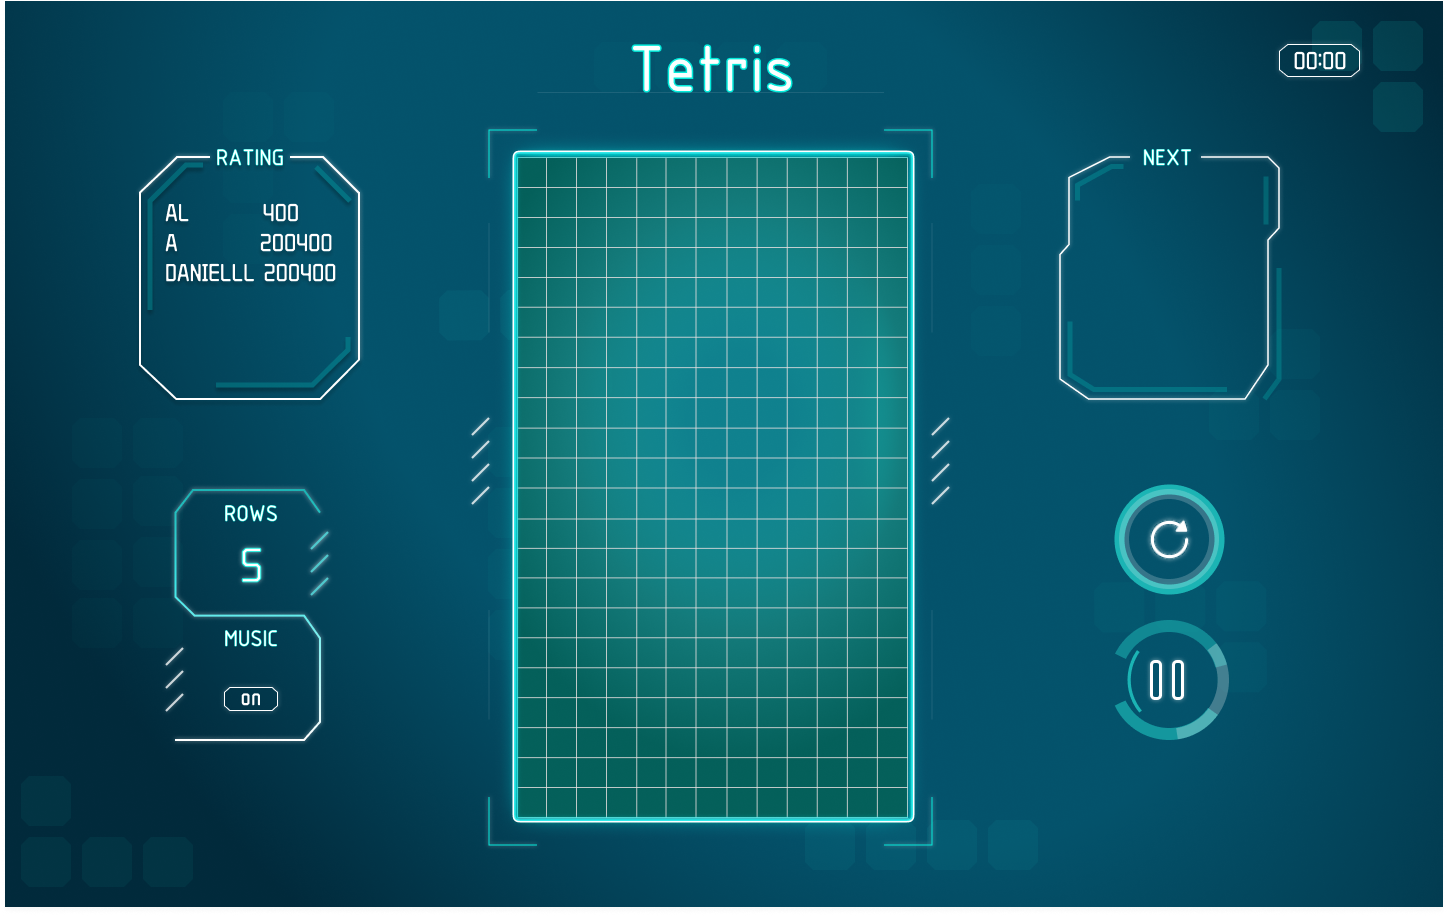 Tetris
00:00
RATING
AL 400
A 200400
DANIELLL 200400
NEXT
ROWS
5
MUSIC
on